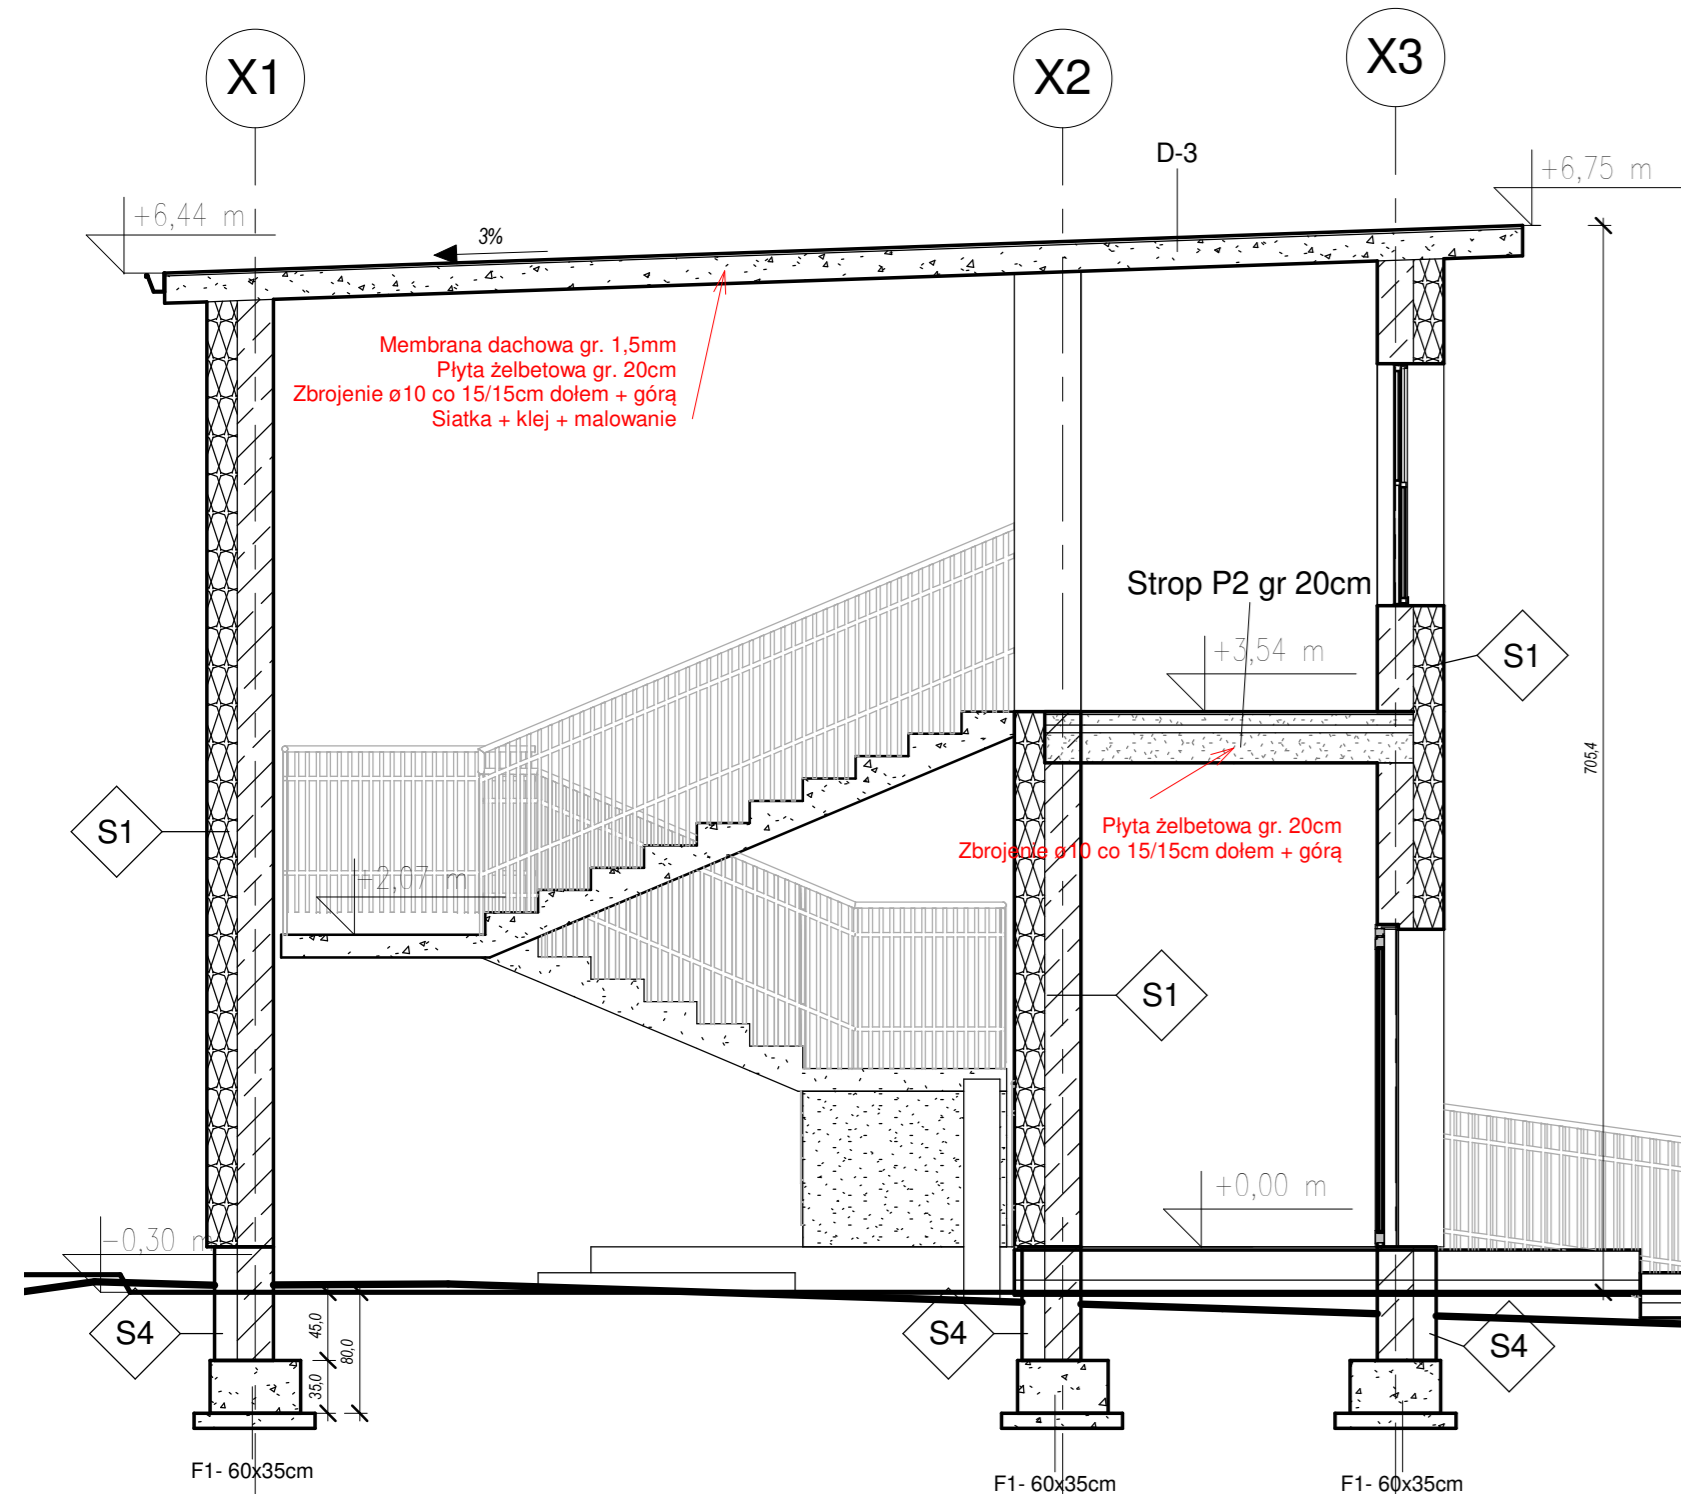 X1
X2
X3
D-3
+6,75 m
+6,44 m
3%
Membrana dachowa gr. 1,5mm
Płyta żelbetowa gr. 20cm
Zbrojenie ø10 co 15/15cm dołem + górą
Siatka + klej + malowanie
Strop P2 gr 20cm
+3,54 m
S1
705,4
S1
Płyta żelbetowa gr. 20cm
Zbrojenie ø10 co 15/15cm dołem + górą
+2,07 m
S1
+0,00 m
-0,30 m
S4
45,0
80,0
35,0
S4
S4
F1- 60x35cm
F1- 60x35cm
F1- 60x35cm